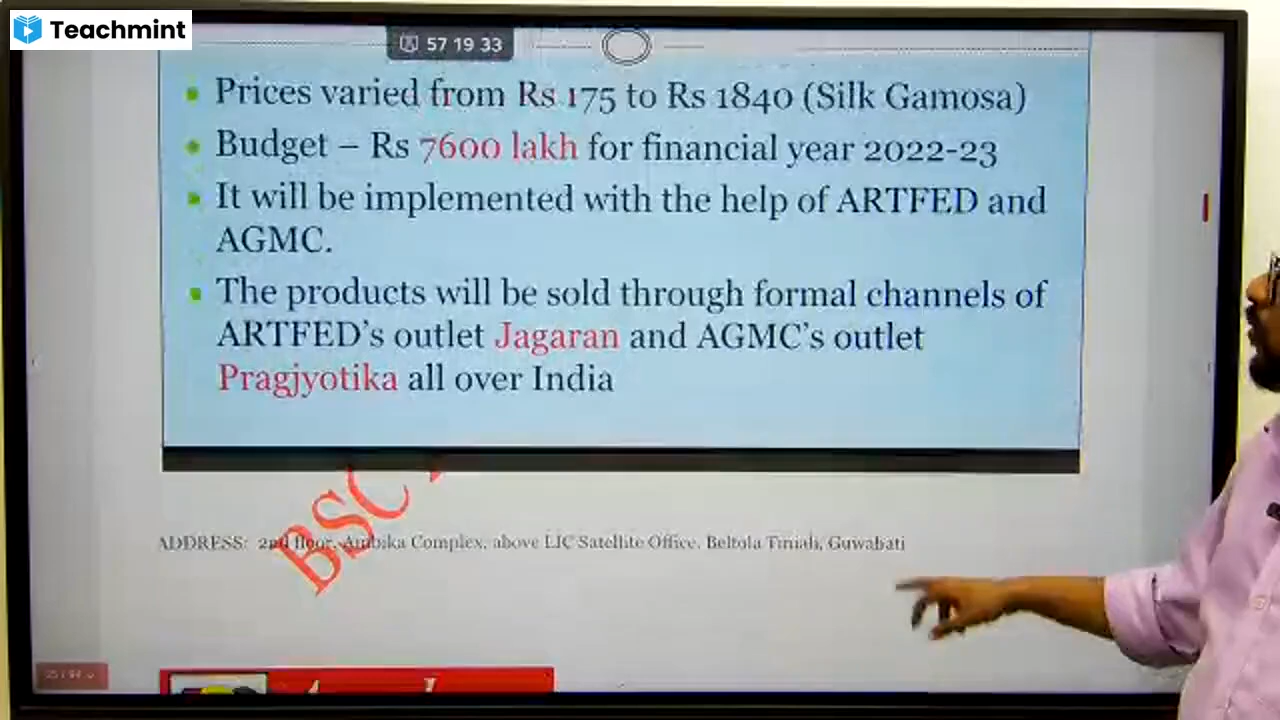 Teachmint
57 19 33
Prices varied from Rs 175 to Rs 1840 (Silk Gamosa)
Budget – Rs 7600 lakh for financial year 2022-23
It will be implemented with the help of ARTFED and
AGMC.
The products will be sold through formal channels of
ARTFED's outlet Jagaran and AGMC's outlet
Pragjyotika all over India
BSC
ADDRESS: 2nd floor, Ambika Complex, above LIC Satellite Office, Beltola Tiniali, Guwahati